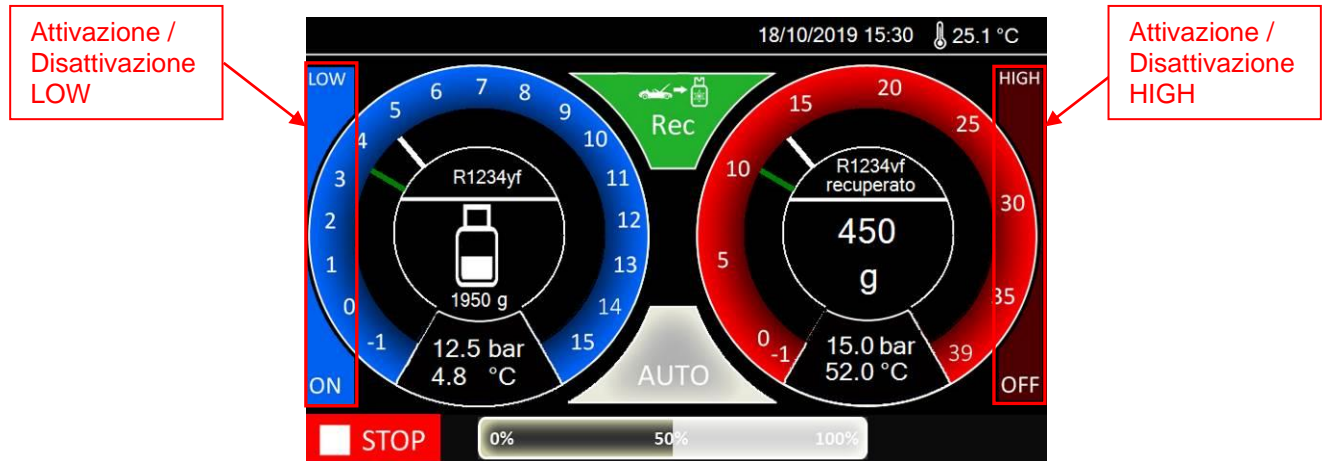 Attivazione /
Disattivazione
LOW
18/10/2019 15:30 25.1 °C
Attivazione /
Disattivazione
HIGH
LOW
ON
-1
0
1
2
3
4
5
6
7
8
9
10
11
12
13
14
15
R1234yf
1950 g
12.5 bar
4.8 °C
Rec
AUTO
0
-1
5
10
15
20
25
30
35
39
R1234vf
recuperato
450
g
15.0 bar
52.0 °C
HIGH
OFF
STOP
0% 50% 100%